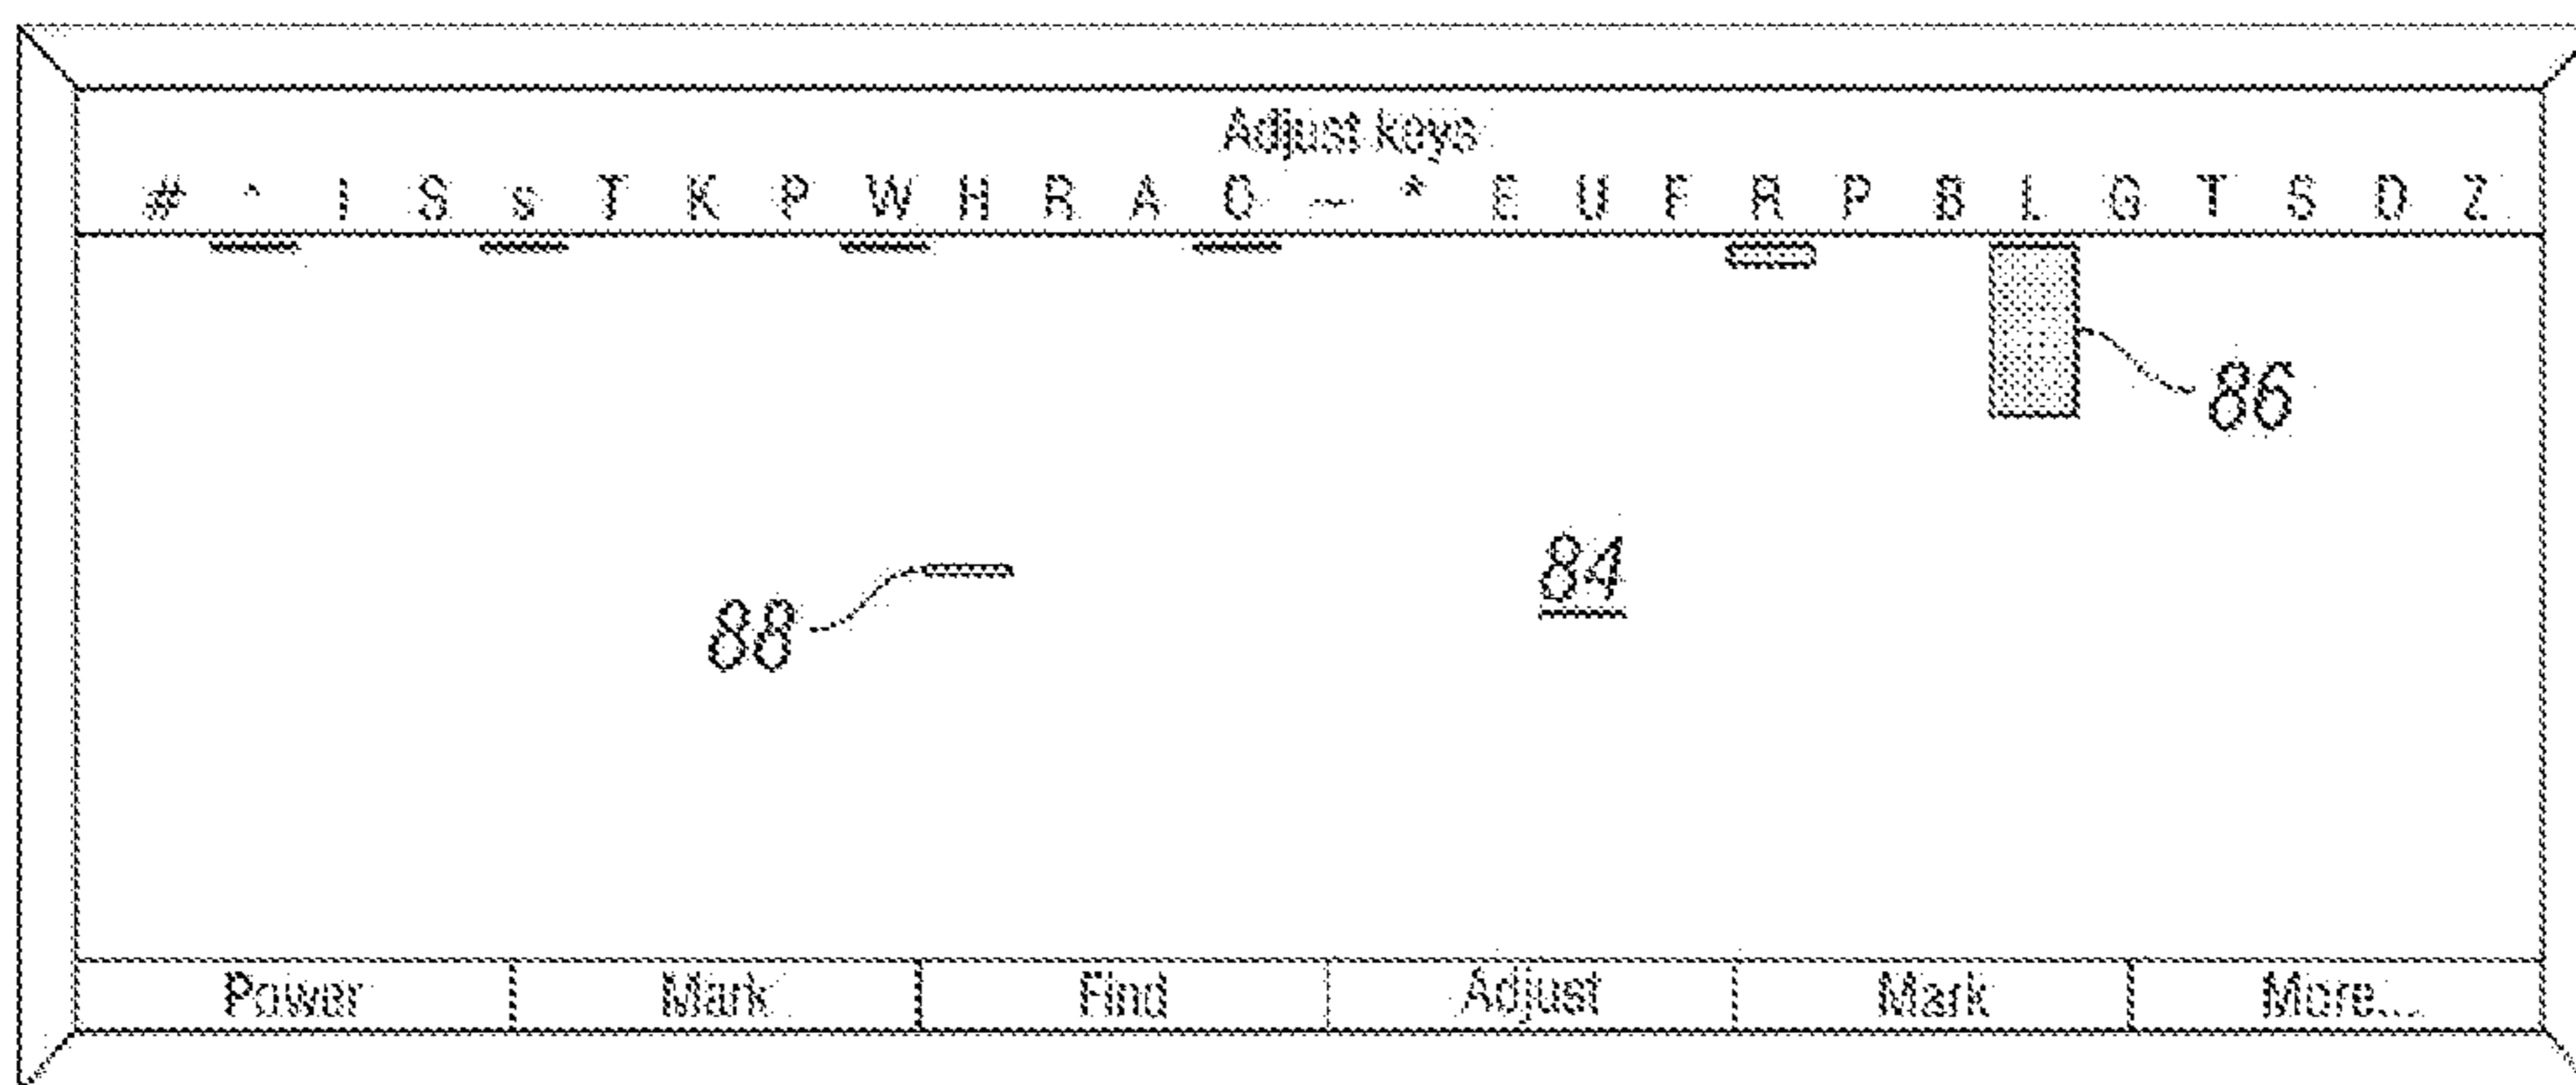 Adjust keys
# ^ | S s T K P W H R A O ~ * E U F R P B L G T S D Z
86
84
88
Power Mark Find Adjust Mark More...